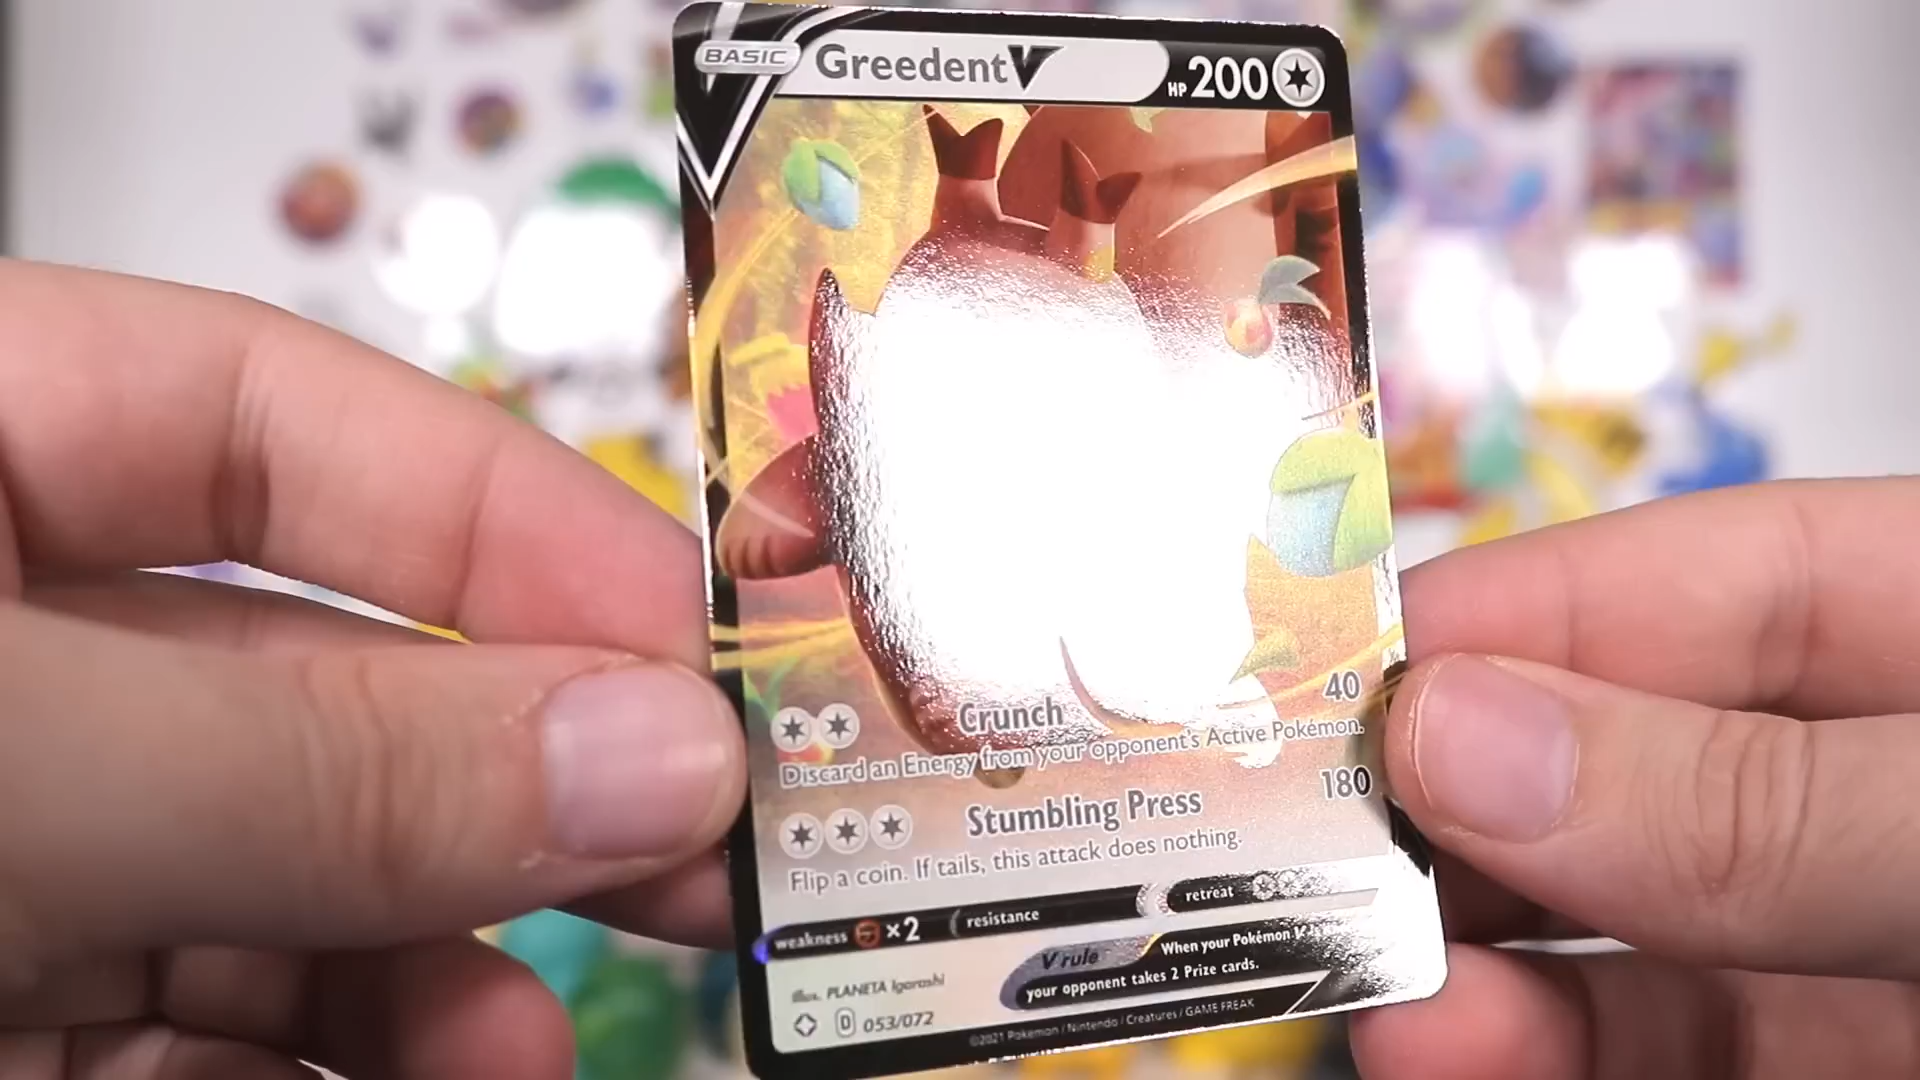 BASIC GreedentV HP 200
Crunch 40
Discard an Energy from your opponent's Active Pokémon.
Stumbling Press 180
Flip a coin. If tails, this attack does nothing.
weakness ×2 resistance retreat
V rule When your Pokémon V
your opponent takes 2 Prize cards.
Illus. PLANETA Igarashi
D 053/072
©2021 Pokémon / Nintendo / Creatures / GAME FREAK